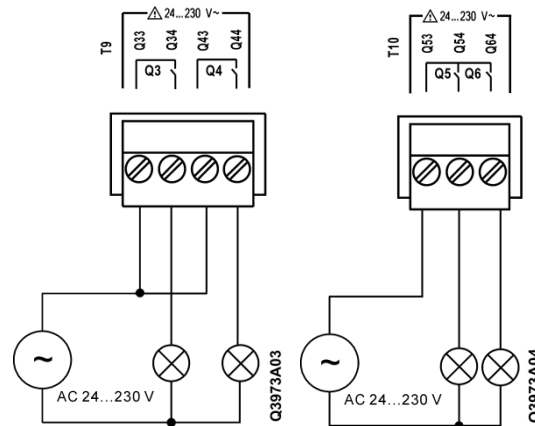 T9
⚠ 24...230 V~
Q33 Q34 Q43 Q44
Q3 Q4
~
AC 24...230 V
Q3973A03
T10
⚠ 24...230 V~
Q53 Q54 Q64
Q5 Q6
~
AC 24...230 V
Q3973A04